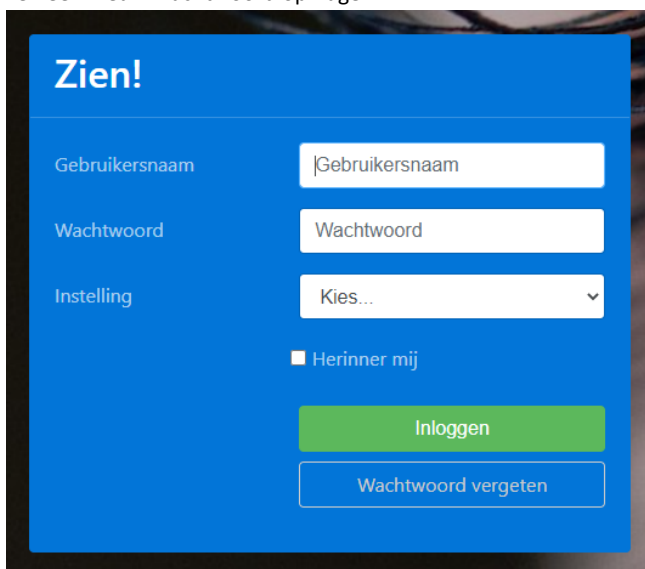 Zien!
Gebruikersnaam Gebruikersnaam
Wachtwoord Wachtwoord
Instelling Kies...
Herinner mij
Inloggen
Wachtwoord vergeten